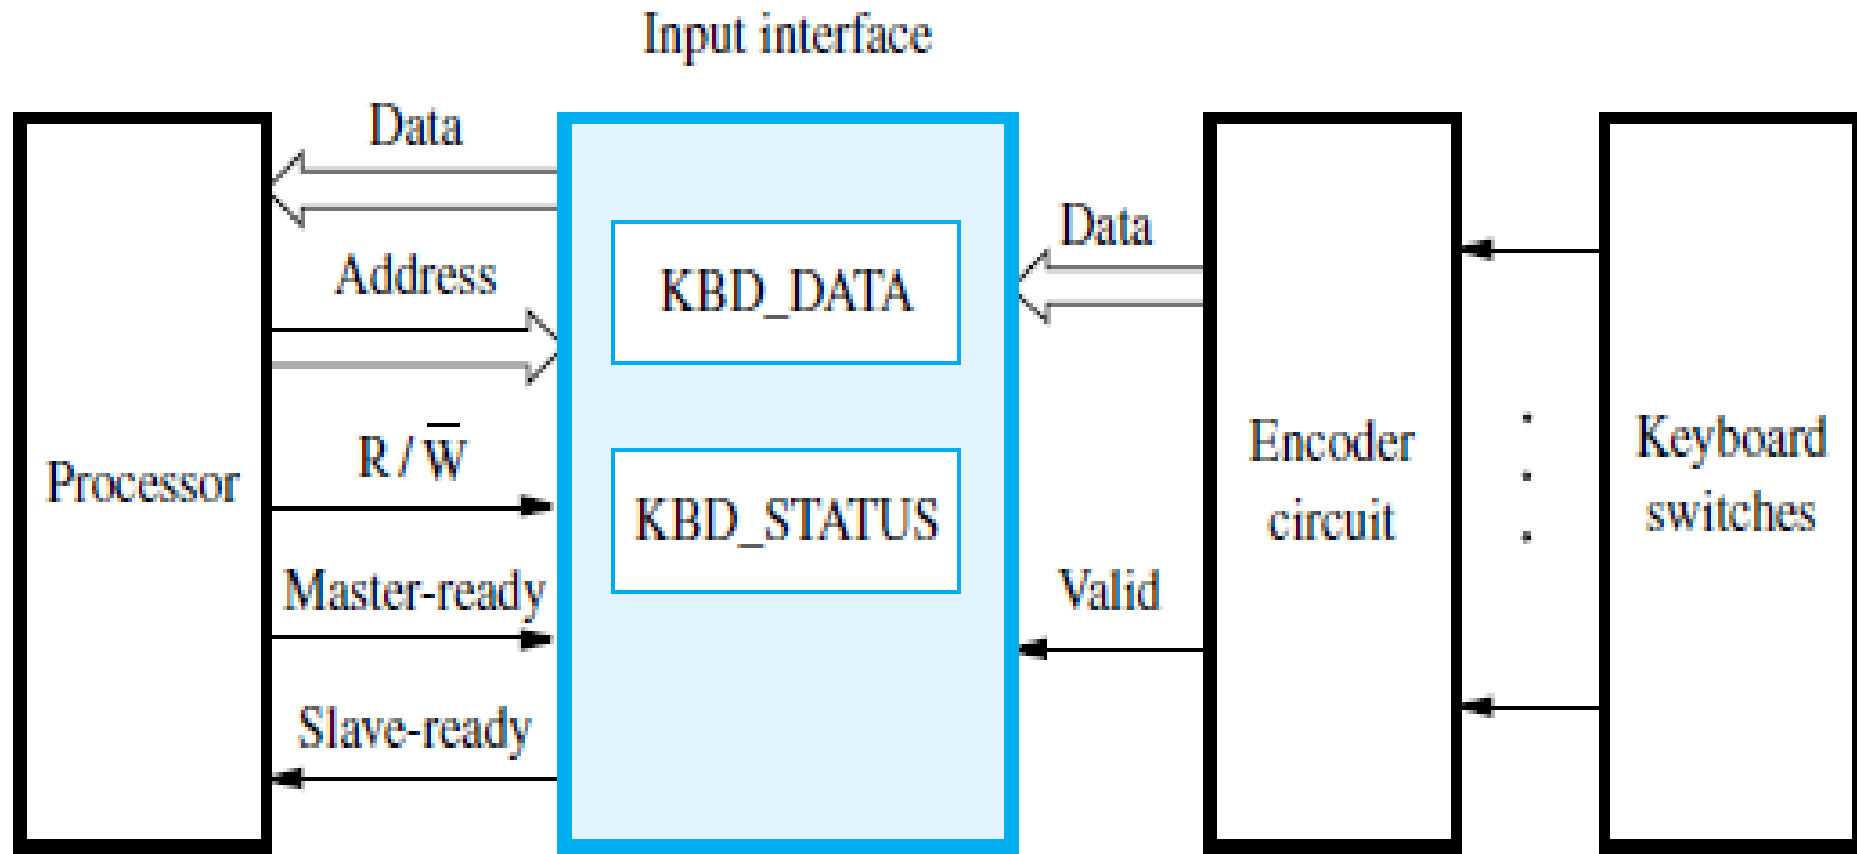 Input interface
Data
Address
R / W̅
Master-ready
Slave-ready
Processor
KBD_DATA
KBD_STATUS
Data
Valid
Encoder
circuit
Keyboard
switches